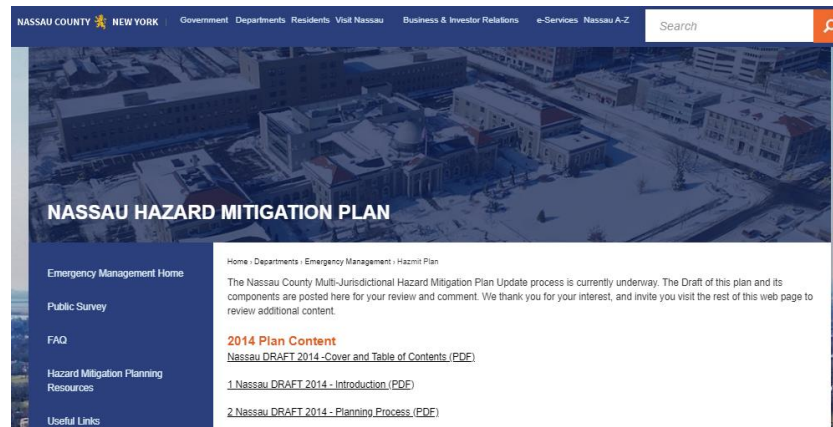 NASSAU COUNTY NEW YORK
Government Departments Residents Visit Nassau Business & Investor Relations e-Services Nassau A-Z
Search
NASSAU HAZARD MITIGATION PLAN
Emergency Management Home
Public Survey
FAQ
Hazard Mitigation Planning
Resources
Useful Links
Home › Departments › Emergency Management › Hazmit Plan
The Nassau County Multi-Jurisdictional Hazard Mitigation Plan Update process is currently underway. The Draft of this plan and its
components are posted here for your review and comment. We thank you for your interest, and invite you visit the rest of this web page to
review additional content.
2014 Plan Content
Nassau DRAFT 2014 -Cover and Table of Contents (PDF)
1 Nassau DRAFT 2014 - Introduction (PDF)
2 Nassau DRAFT 2014 - Planning Process (PDF)